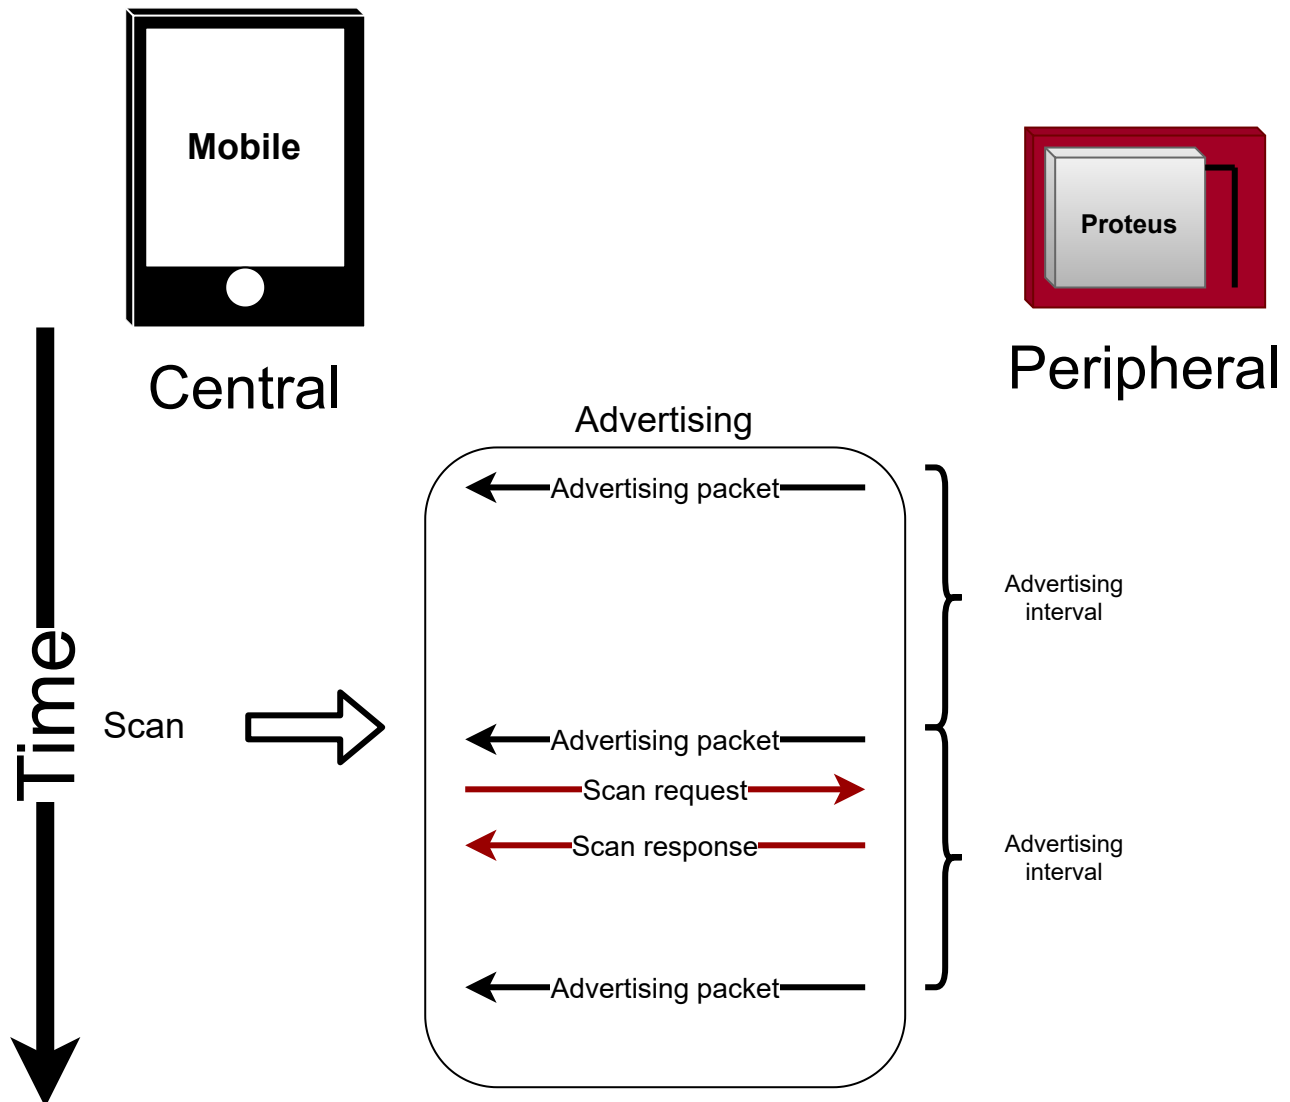 Mobile
Proteus
Central
Peripheral
Advertising
Advertising packet
Advertising
interval
Time
Scan
Advertising packet
Scan request
Scan response
Advertising
interval
Advertising packet